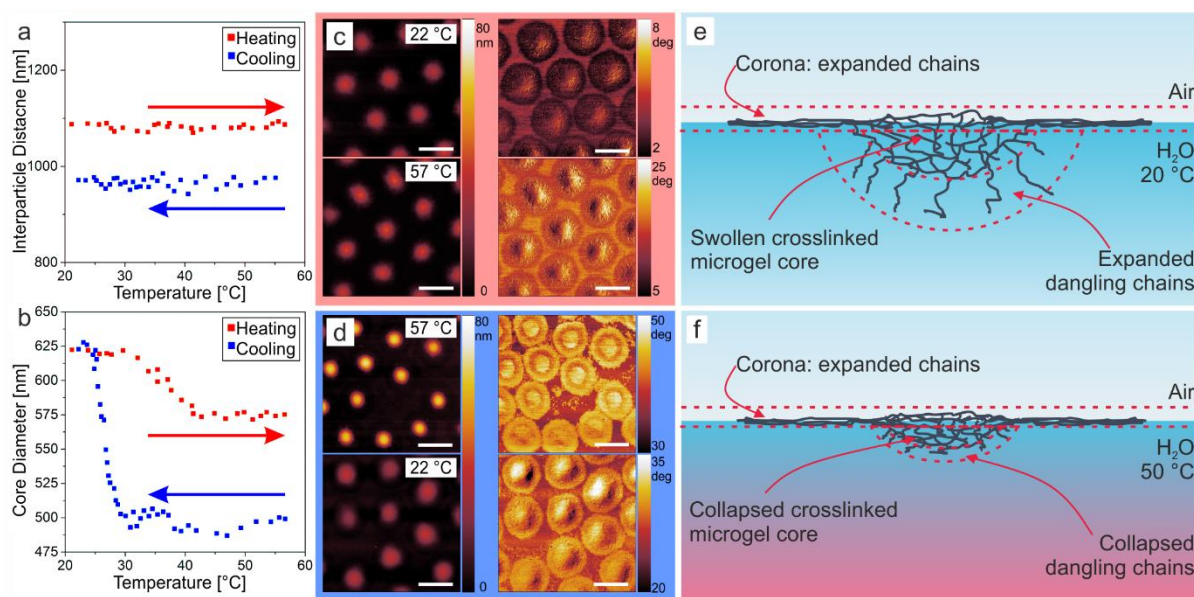 a
Heating
Cooling
1200
1000
800
Interparticle Distacne [nm]
20 30 40 50
Temperature [°C]
b
Heating
Cooling
650
625
600
575
550
525
500
475
Core Diameter [nm]
20 30 40 50
Temperature [°C]
c
22 °C
57 °C
80
nm
0
8
deg
2
25
deg
5
d
57 °C
22 °C
80
nm
0
50
deg
30
35
deg
20
e
Corona: expanded chains
Air
H2O
20 °C
Swollen crosslinked
microgel core
Expanded
dangling chains
f
Corona: expanded chains
Air
H2O
50 °C
Collapsed crosslinked
microgel core
Collapsed
dangling chains